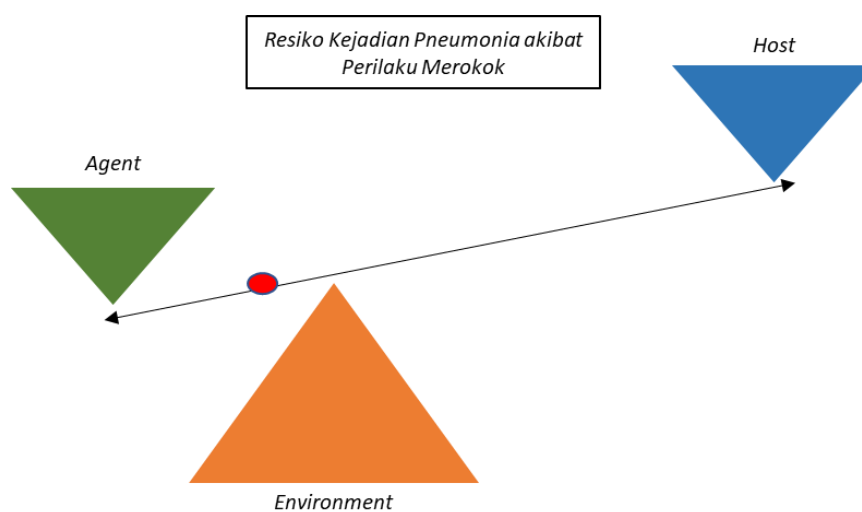 Resiko Kejadian Pneumonia akibat
Perilaku Merokok
Host
Agent
Environment